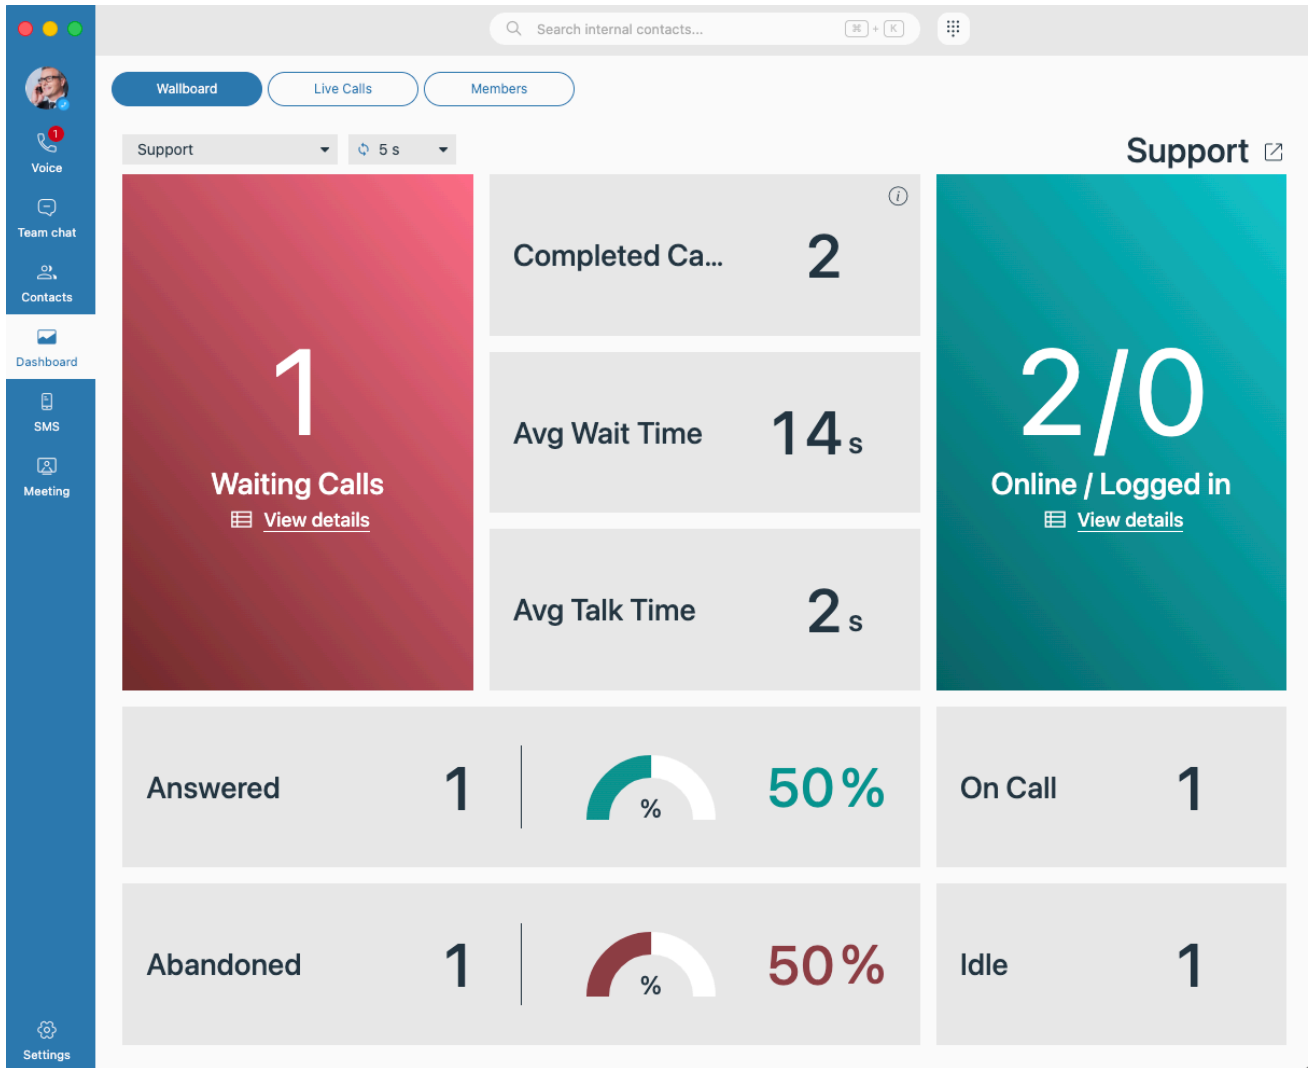 Search internal contacts...
⌘ + K
Wallboard
Live Calls
Members
1
Voice
Team chat
Contacts
Dashboard
SMS
Meeting
Settings
Support
5 s
Support
1
Waiting Calls
View details
i
Completed Ca... 2
Avg Wait Time 14 s
Avg Talk Time 2 s
2/0
Online / Logged in
View details
Answered 1 % 50%
On Call 1
Abandoned 1 % 50%
Idle 1